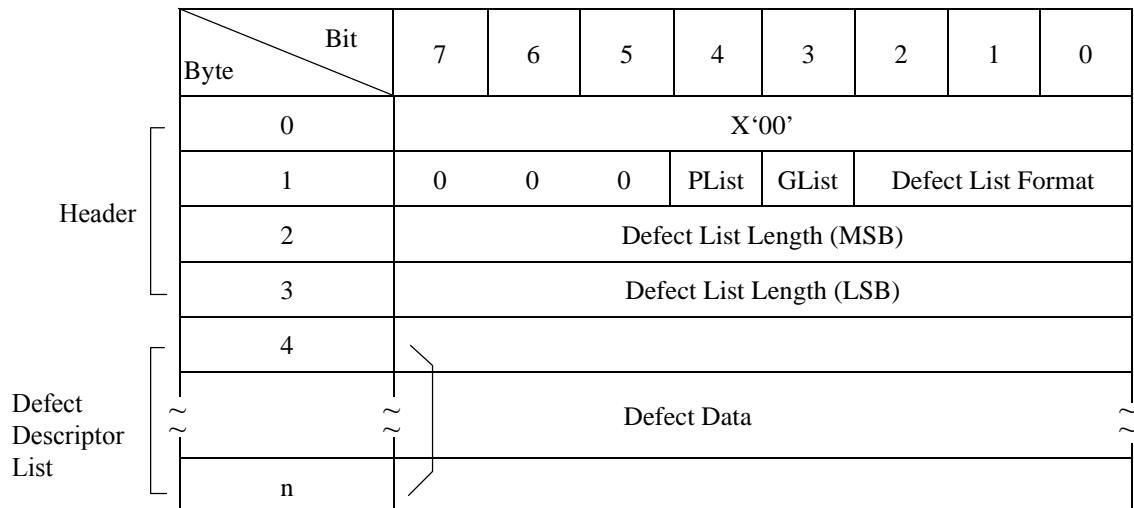 Bit
Byte
7 6 5 4 3 2 1 0
0 X‘00’
1 0 0 0 PList GList Defect List Format
Header
2 Defect List Length (MSB)
3 Defect List Length (LSB)
4
Defect
Descriptor
List
Defect Data
n